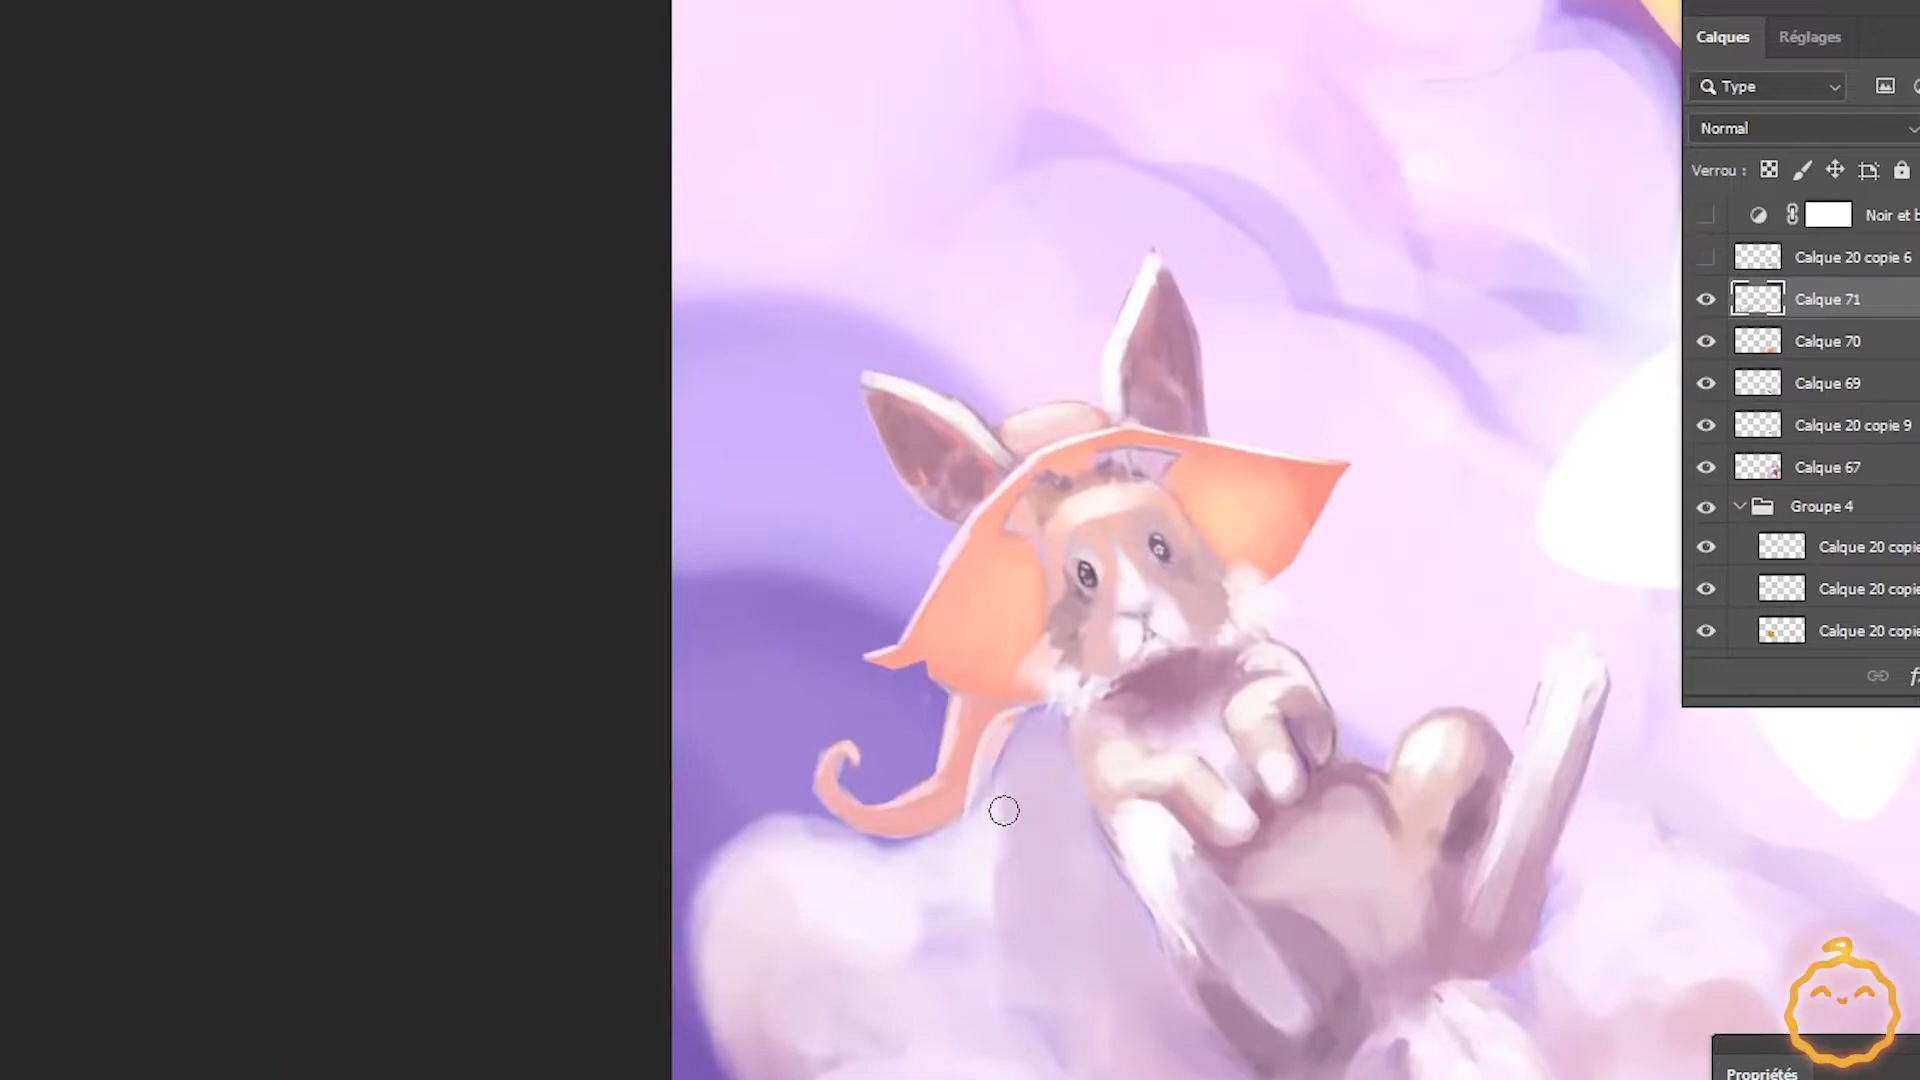 Calques Réglages
Type
Normal
Verrou :
Noir et b
Calque 20 copie 6
Calque 71
Calque 70
Calque 69
Calque 20 copie 9
Calque 67
Groupe 4
Calque 20 copie
Calque 20 copie
Calque 20 copie
fx
Propriétés